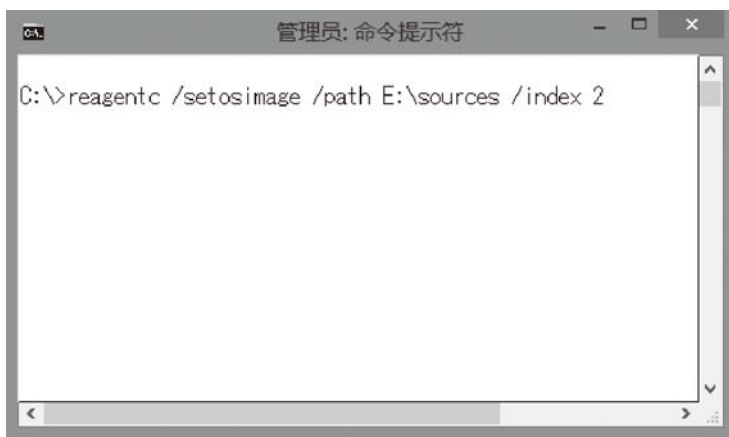 管理员: 命令提示符
C:\>reagentc /setosimage /path E:\sources /index 2